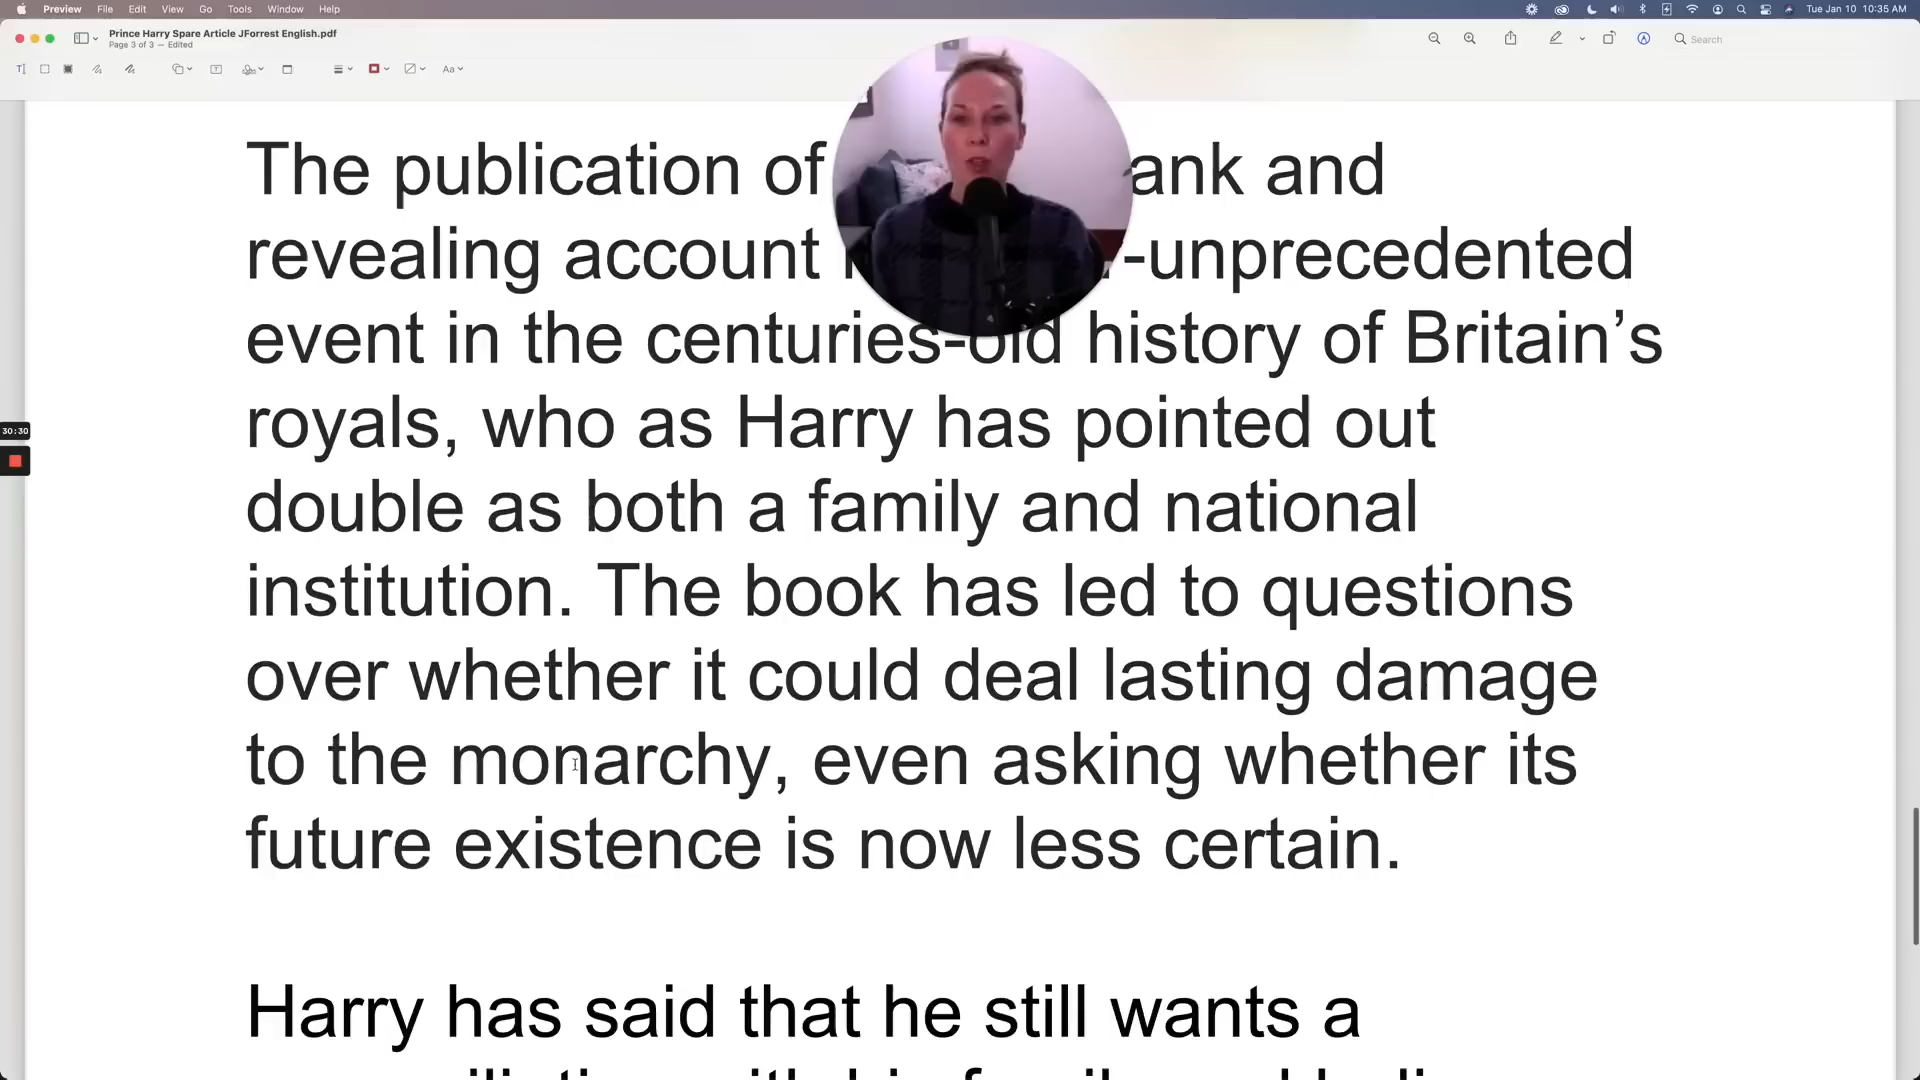 Preview File Edit View Go Tools Window Help
Tue Jan 10 10:35 AM
Prince Harry Spare Article JForrest English.pdf
Page 3 of 3 — Edited
Search
Aa
The publication of ank and
revealing account -unprecedented
event in the centuries-old history of Britain’s
royals, who as Harry has pointed out
double as both a family and national
institution. The book has led to questions
over whether it could deal lasting damage
to the monarchy, even asking whether its
future existence is now less certain.
Harry has said that he still wants a
30:30